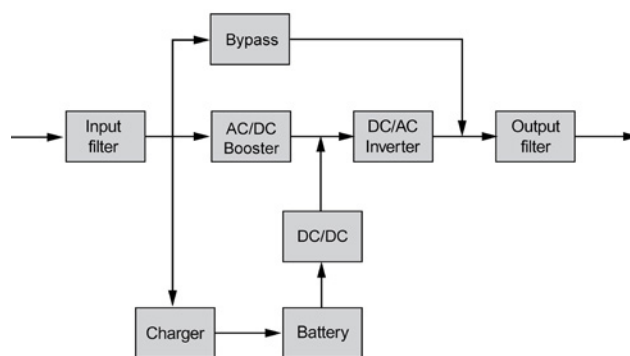 Bypass
Input
filter
AC/DC
Booster
DC/AC
Inverter
Output
filter
DC/DC
Charger
Battery